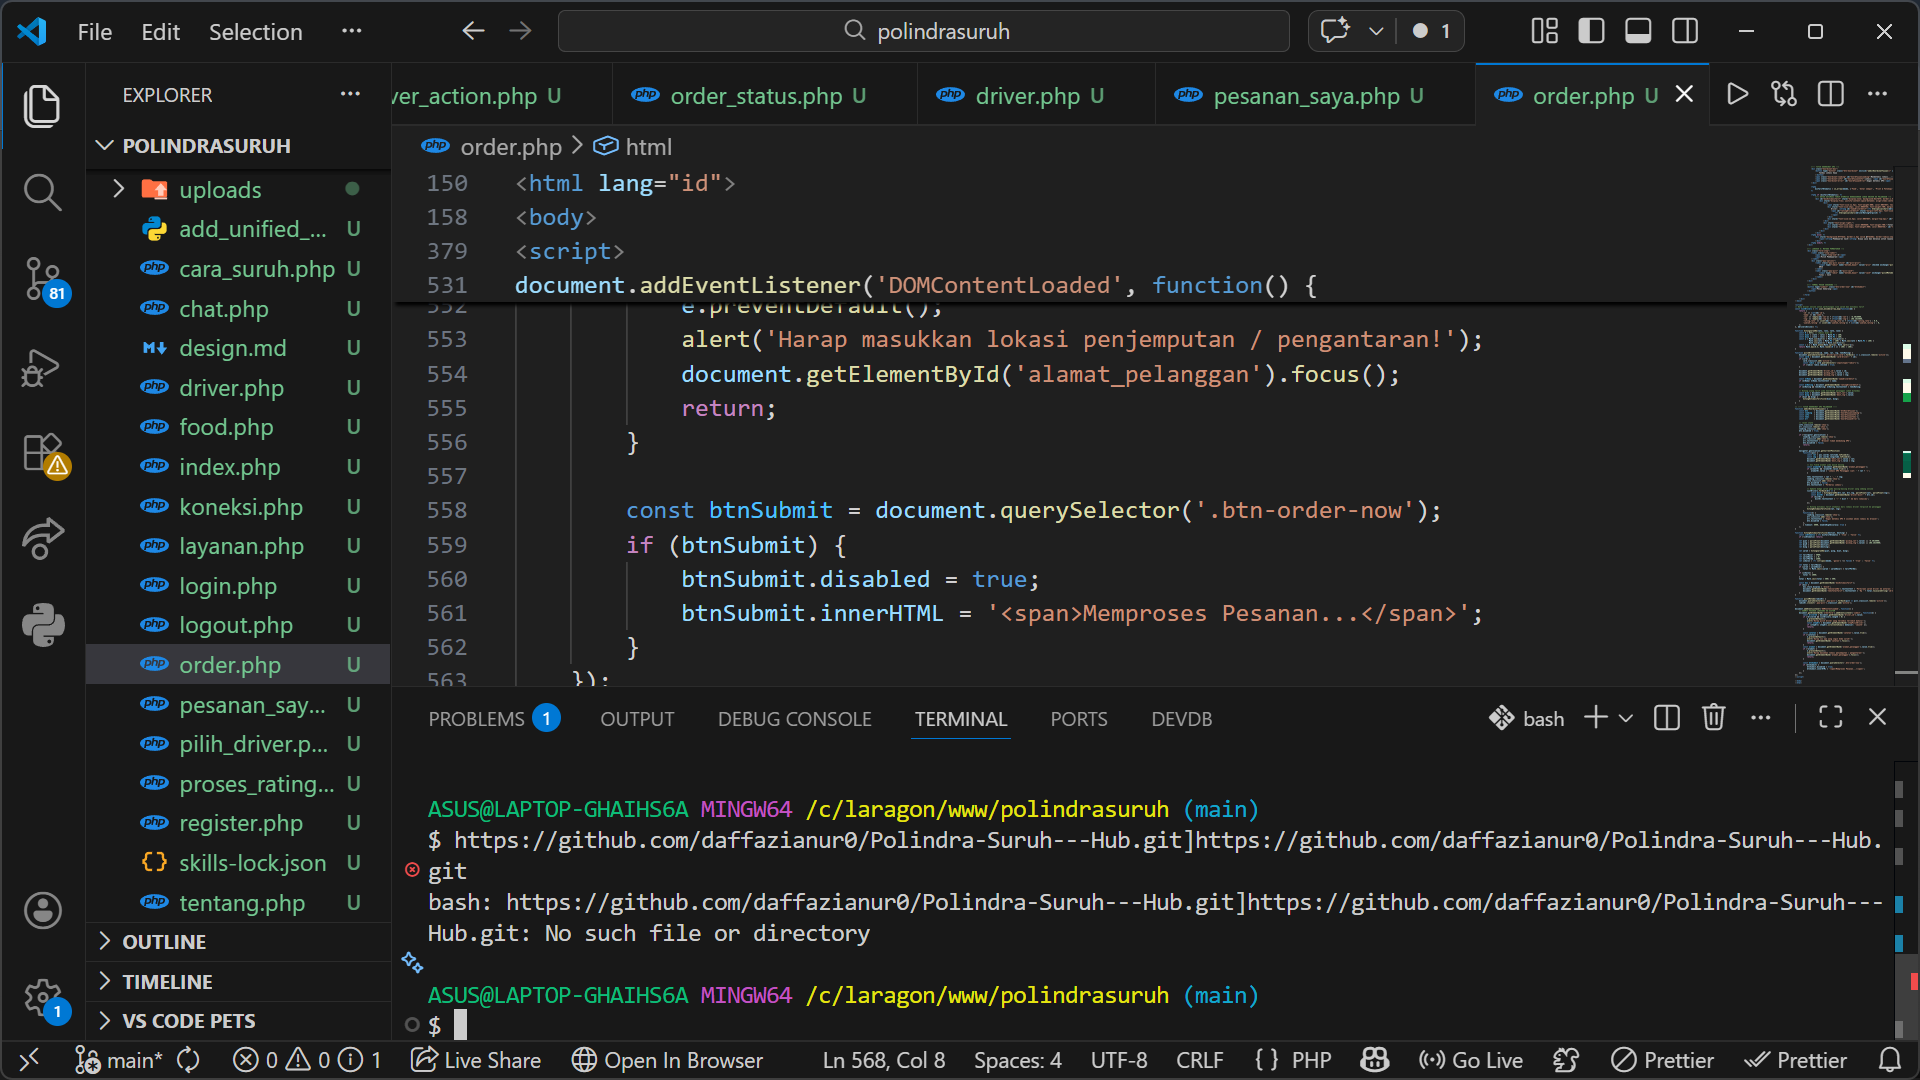 File Edit Selection ···
polindrasuruh
1
EXPLORER ···
POLINDRASURUH
uploads
add_unified_... U
cara_suruh.php U
chat.php U
design.md U
driver.php U
food.php U
index.php U
koneksi.php U
layanan.php U
login.php U
logout.php U
order.php U
pesanan_say... U
pilih_driver.p... U
proses_rating... U
register.php U
skills-lock.json U
tentang.php U
OUTLINE
TIMELINE
VS CODE PETS
81
1
ver_action.php U
php order_status.php U
php driver.php U
php pesanan_saya.php U
php order.php U
php order.php > html
150 <html lang="id">
158 <body>
379 <script>
531 document.addEventListener('DOMContentLoaded', function() {
552 e.preventDefault();
553 alert('Harap masukkan lokasi penjemputan / pengantaran!');
554 document.getElementById('alamat_pelanggan').focus();
555 return;
556 }
557
558 const btnSubmit = document.querySelector('.btn-order-now');
559 if (btnSubmit) {
560 btnSubmit.disabled = true;
561 btnSubmit.innerHTML = '<span>Memproses Pesanan...</span>';
562 }
563 });
PROBLEMS 1 OUTPUT DEBUG CONSOLE TERMINAL PORTS DEVDB
bash
ASUS@LAPTOP-GHAIHS6A MINGW64 /c/laragon/www/polindrasuruh (main)
$ https://github.com/daffazianur0/Polindra-Suruh---Hub.git]https://github.com/daffazianur0/Polindra-Suruh---Hub.
git
bash: https://github.com/daffazianur0/Polindra-Suruh---Hub.git]https://github.com/daffazianur0/Polindra-Suruh---
Hub.git: No such file or directory
ASUS@LAPTOP-GHAIHS6A MINGW64 /c/laragon/www/polindrasuruh (main)
$
main* 0 0 1 Live Share Open In Browser Ln 568, Col 8 Spaces: 4 UTF-8 CRLF {} PHP Go Live Prettier Prettier